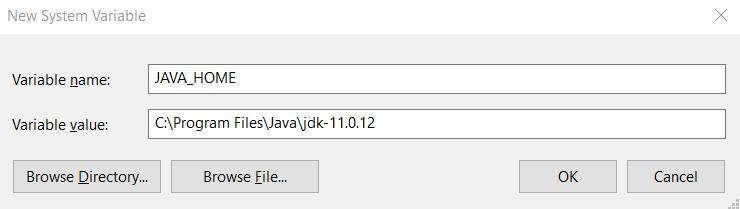 New System Variable
Variable name: JAVA_HOME
Variable value: C:\Program Files\Java\jdk-11.0.12
Browse Directory... Browse File... OK Cancel